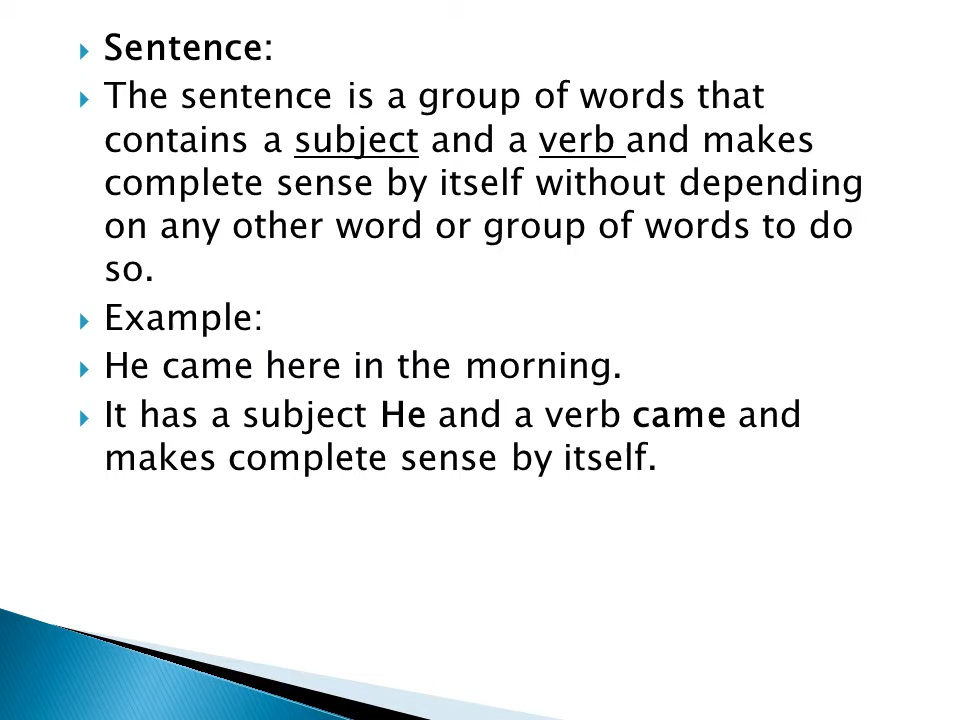 Sentence:
The sentence is a group of words that
contains a subject and a verb and makes
complete sense by itself without depending
on any other word or group of words to do
so.
Example:
He came here in the morning.
It has a subject He and a verb came and
makes complete sense by itself.